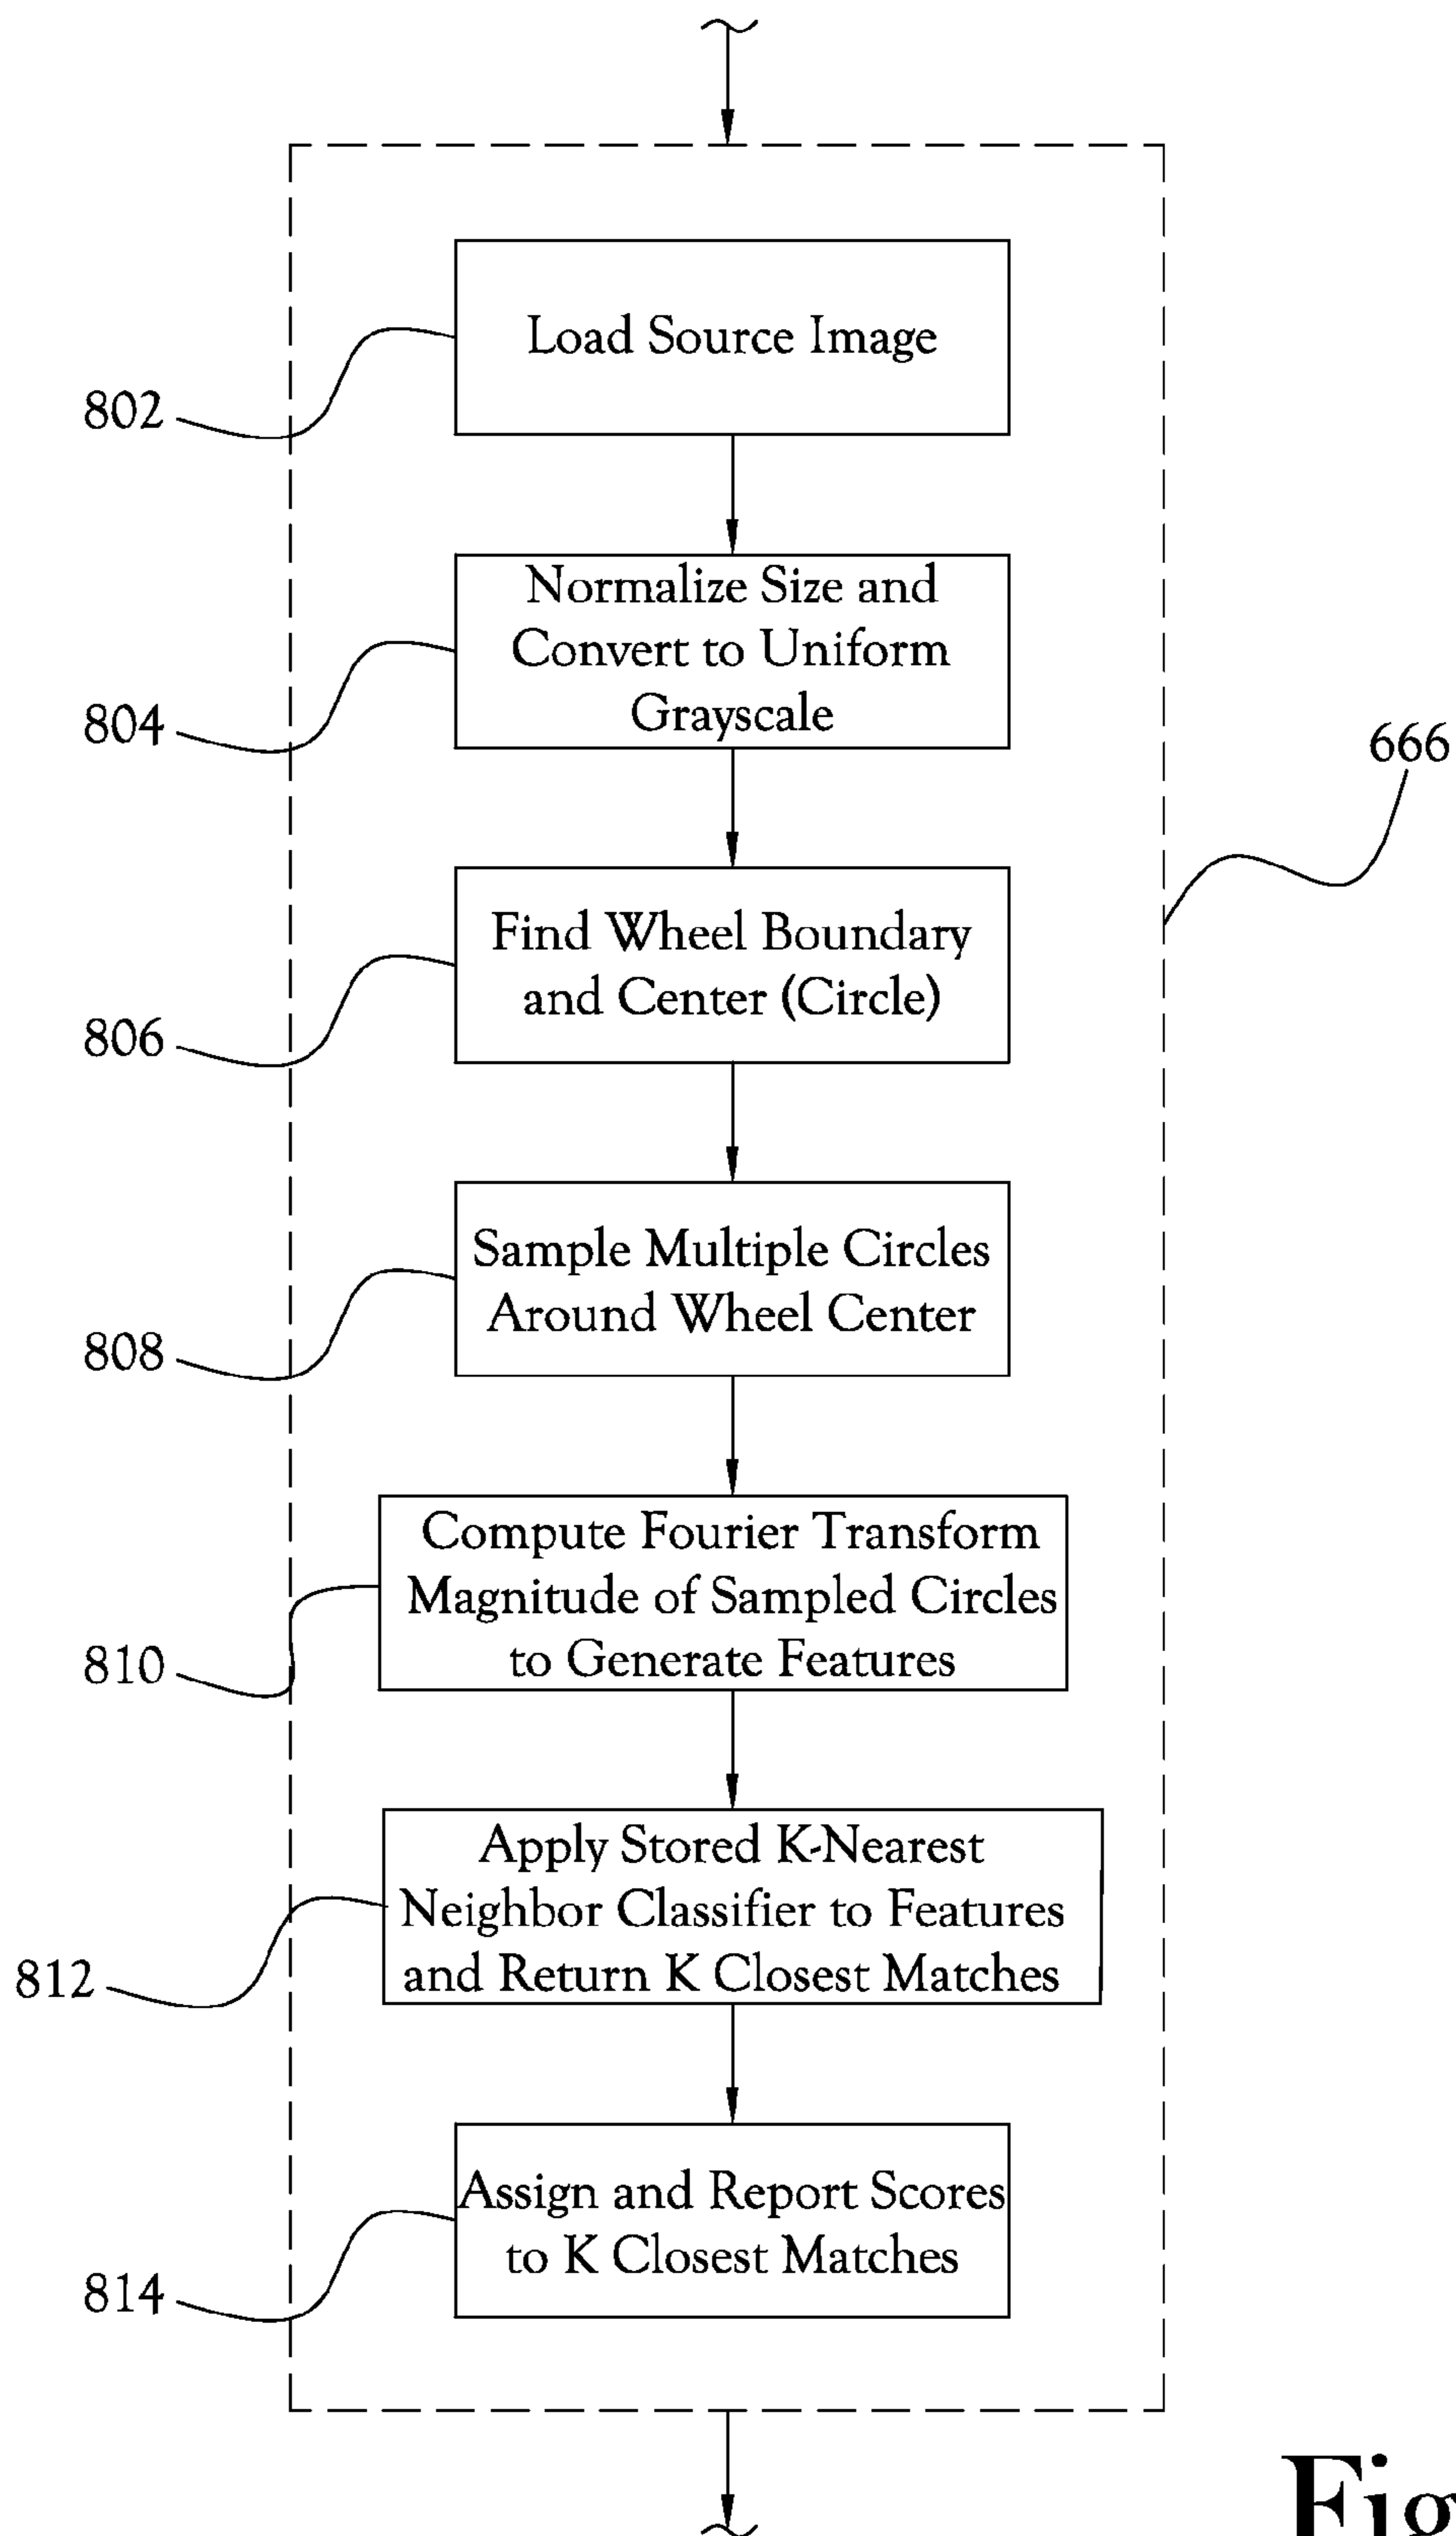 Load Source Image
802
Normalize Size and
Convert to Uniform
Grayscale
804
666
Find Wheel Boundary
and Center (Circle)
806
Sample Multiple Circles
Around Wheel Center
808
Compute Fourier Transform
Magnitude of Sampled Circles
to Generate Features
810
Apply Stored K-Nearest
Neighbor Classifier to Features
and Return K Closest Matches
812
Assign and Report Scores
to K Closest Matches
814
Fig